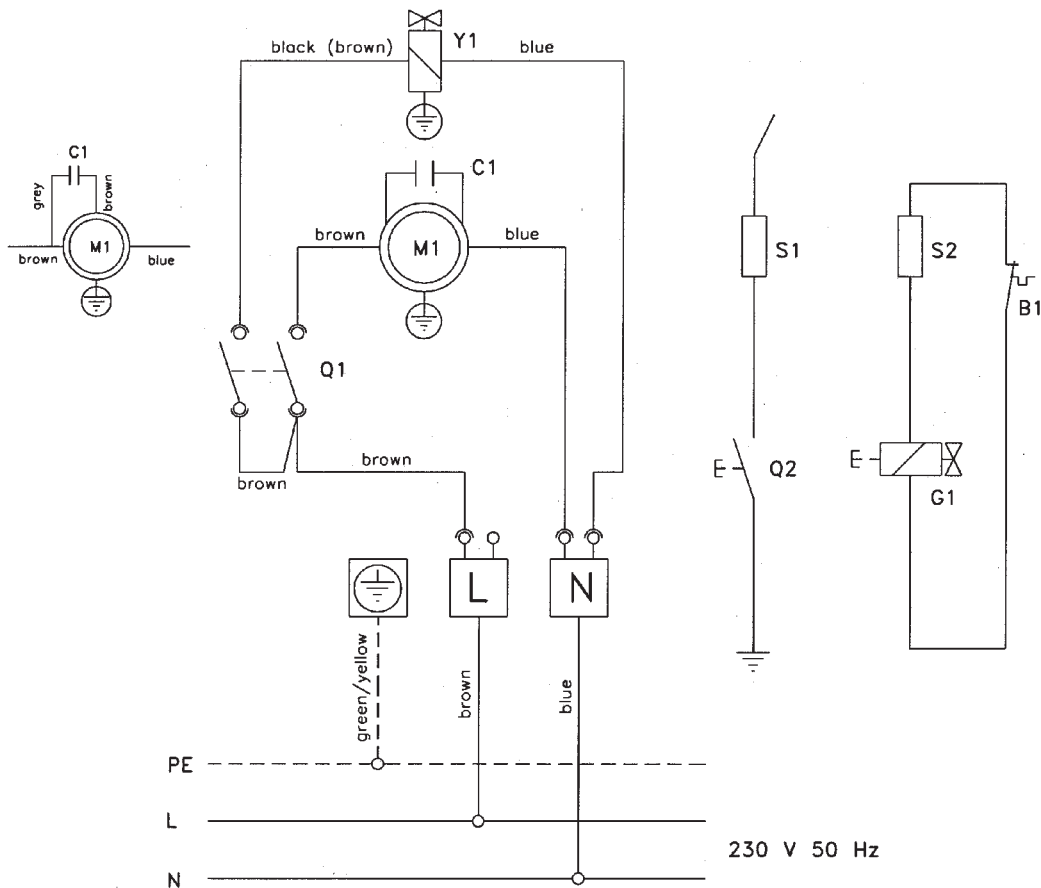 black (brown)
Y1
blue
C1
grey
brown
M1
brown
blue
C1
brown
M1
blue
Q1
S1
S2
B1
brown
brown
Q2
G1
L
N
green/yellow
brown
blue
PE
L
N
230 V 50 Hz